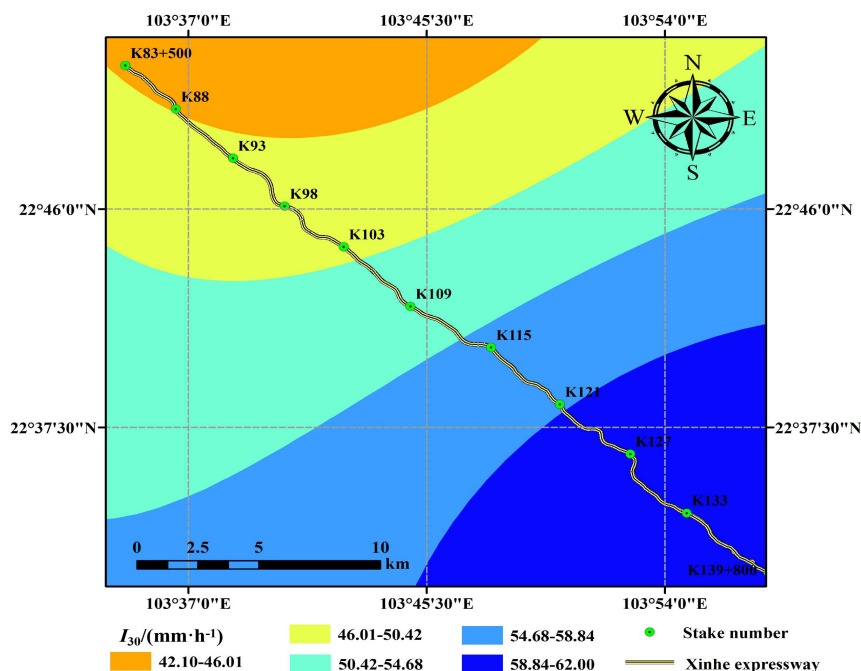 103°37'0"E 103°45'30"E 103°54'0"E
K83+500
N
K88
W E
K93
S
22°46'0"N K98 22°46'0"N
K103
K109
K115
K121
22°37'30"N 22°37'30"N
K127
K133
0 2.5 5 10
km
K139+800
103°37'0"E 103°45'30"E 103°54'0"E
I₃₀/(mm·h⁻¹) 46.01-50.42 54.68-58.84 Stake number
42.10-46.01 50.42-54.68 58.84-62.00 Xinhe expressway